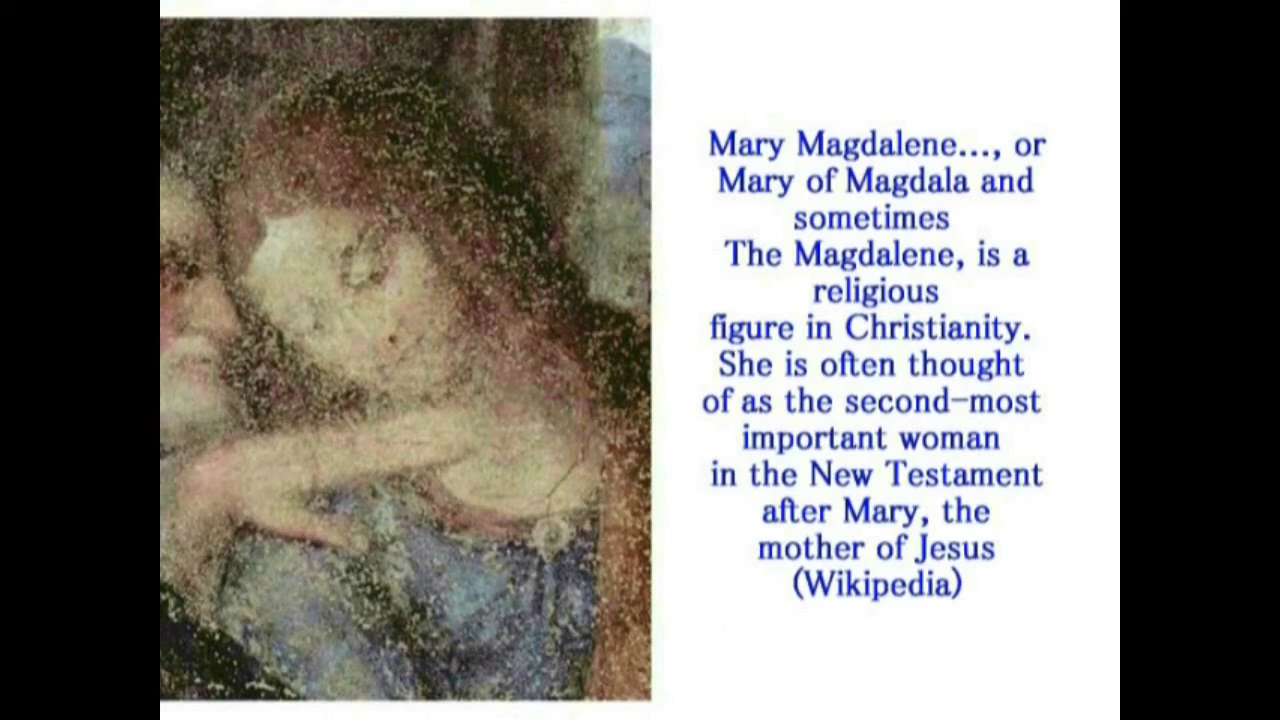 Mary Magdalene..., or
Mary of Magdala and
sometimes
The Magdalene, is a
religious
figure in Christianity.
She is often thought
of as the second-most
important woman
in the New Testament
after Mary, the
mother of Jesus
(Wikipedia)